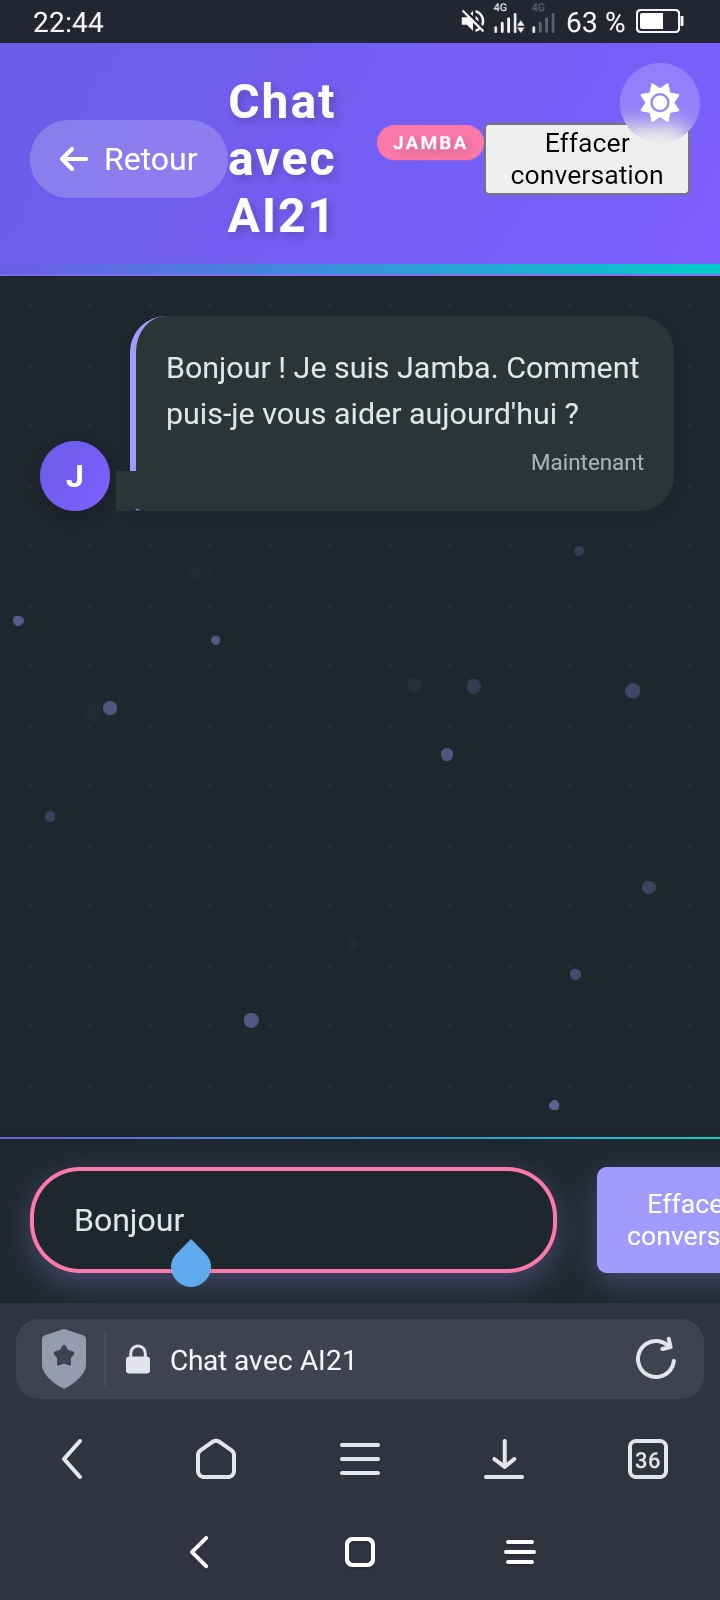 22:44
4G 4G 63 %
Retour
Chat
avec
AI21
JAMBA
Effacer
conversation
Bonjour ! Je suis Jamba. Comment
puis-je vous aider aujourd'hui ?
Maintenant
J
Bonjour
Efface
convers
Chat avec AI21
36